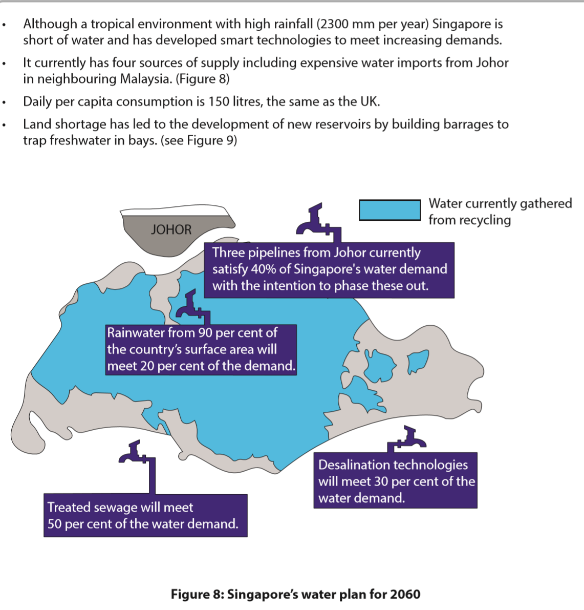 • Although a tropical environment with high rainfall (2300 mm per year) Singapore is
short of water and has developed smart technologies to meet increasing demands.
• It currently has four sources of supply including expensive water imports from Johor
in neighbouring Malaysia. (Figure 8)
• Daily per capita consumption is 150 litres, the same as the UK.
• Land shortage has led to the development of new reservoirs by building barrages to
trap freshwater in bays. (see Figure 9)
Water currently gathered
from recycling
JOHOR
Three pipelines from Johor currently
satisfy 40% of Singapore's water demand
with the intention to phase these out.
Rainwater from 90 per cent of
the country's surface area will
meet 20 per cent of the demand.
Desalination technologies
will meet 30 per cent of the
water demand.
Treated sewage will meet
50 per cent of the water demand.
Figure 8: Singapore's water plan for 2060